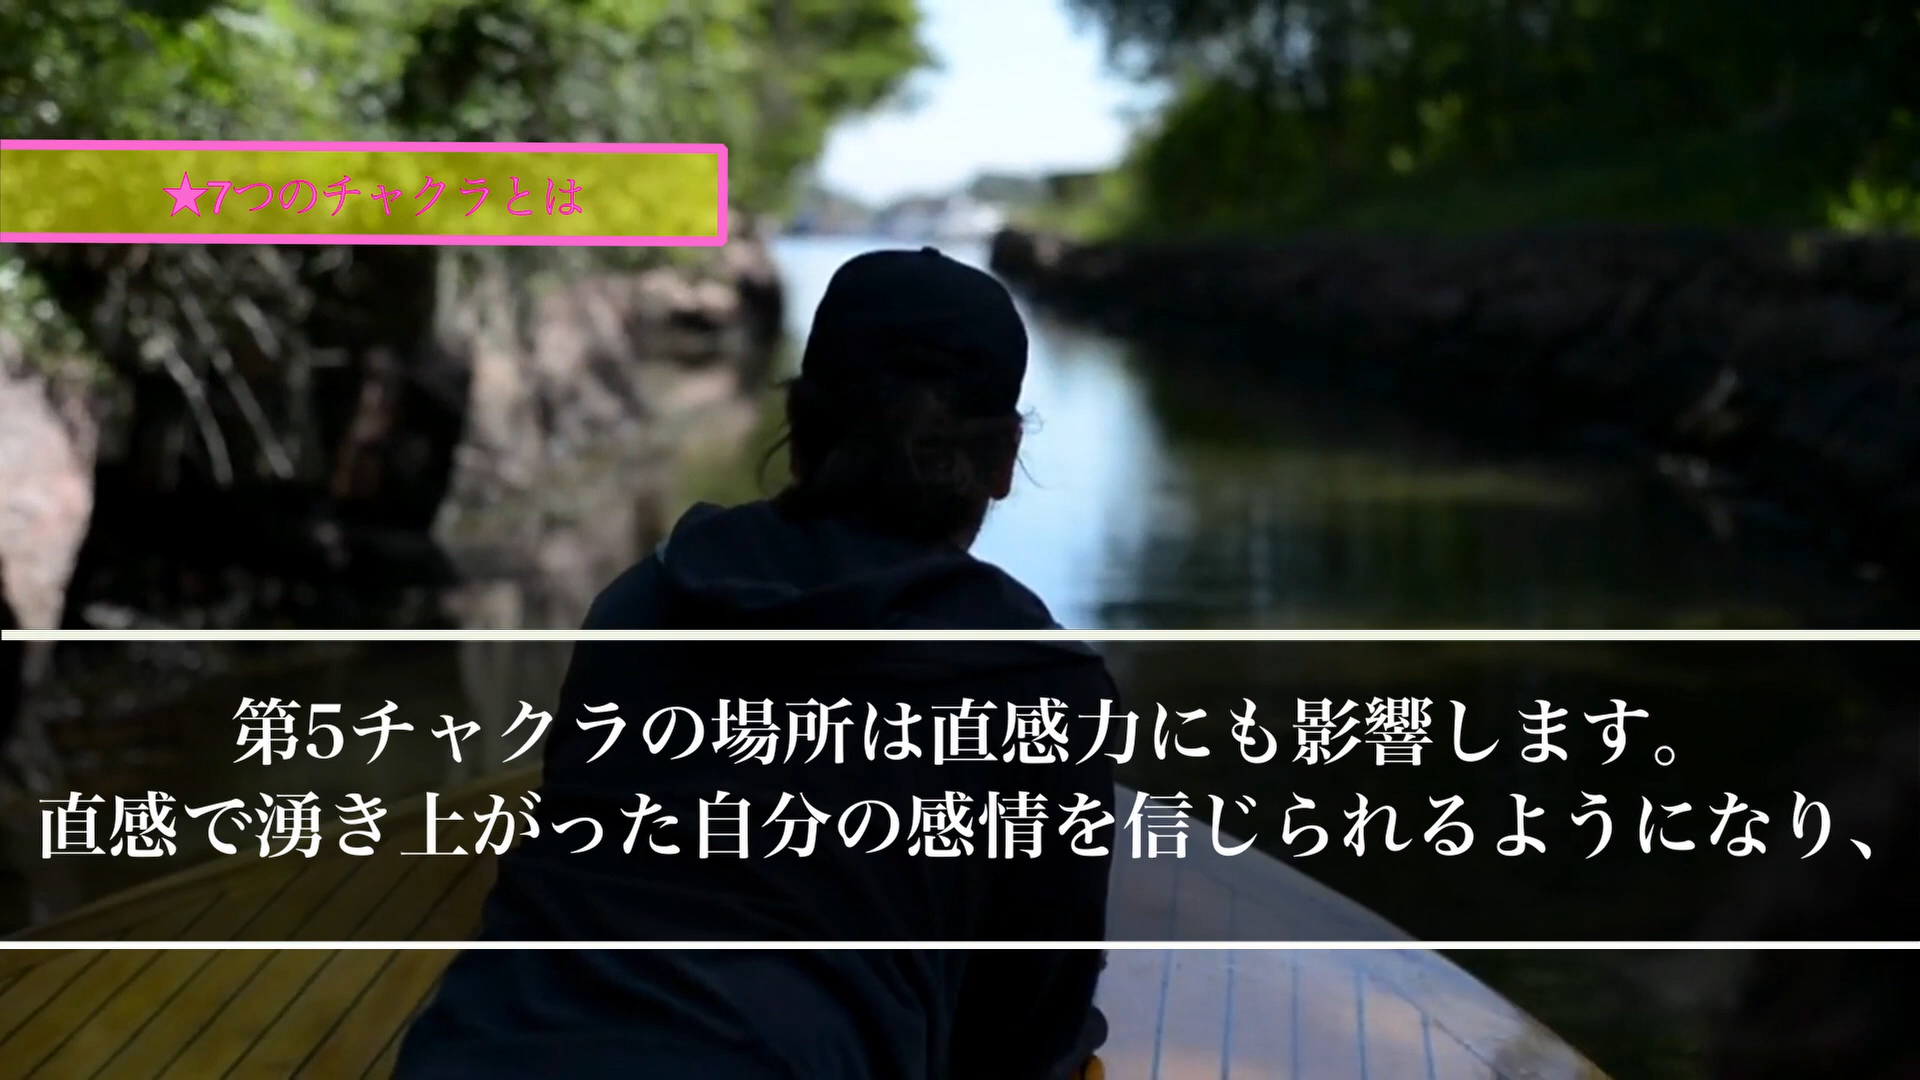 ★7つのチャクラとは
第5チャクラの場所は直感力にも影響します。
直感で湧き上がった自分の感情を信じられるようになり、